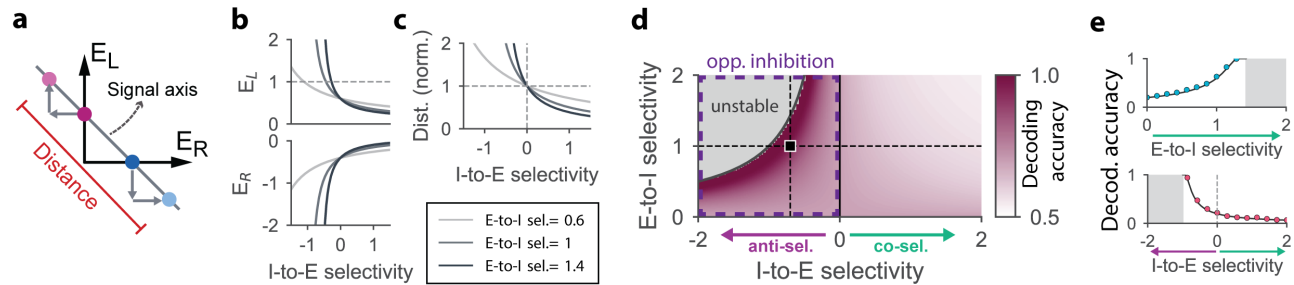 a
E_L
Signal axis
E_R
Distance
b
2
1
0
E_L
0
-1
-2
E_R
-1
0
1
I-to-E selectivity
c
2
1
0
Dist. (norm.)
-1
0
1
I-to-E selectivity
E-to-I sel.= 0.6
E-to-I sel.= 1
E-to-I sel.= 1.4
d
opp. inhibition
unstable
2
1
0
E-to-I selectivity
-2
0
2
anti-sel.
co-sel.
I-to-E selectivity
1.0
0.5
Decoding
accuracy
e
1
0
0
1
2
E-to-I selectivity
Decod. accuracy
1
0
-2
0
2
I-to-E selectivity